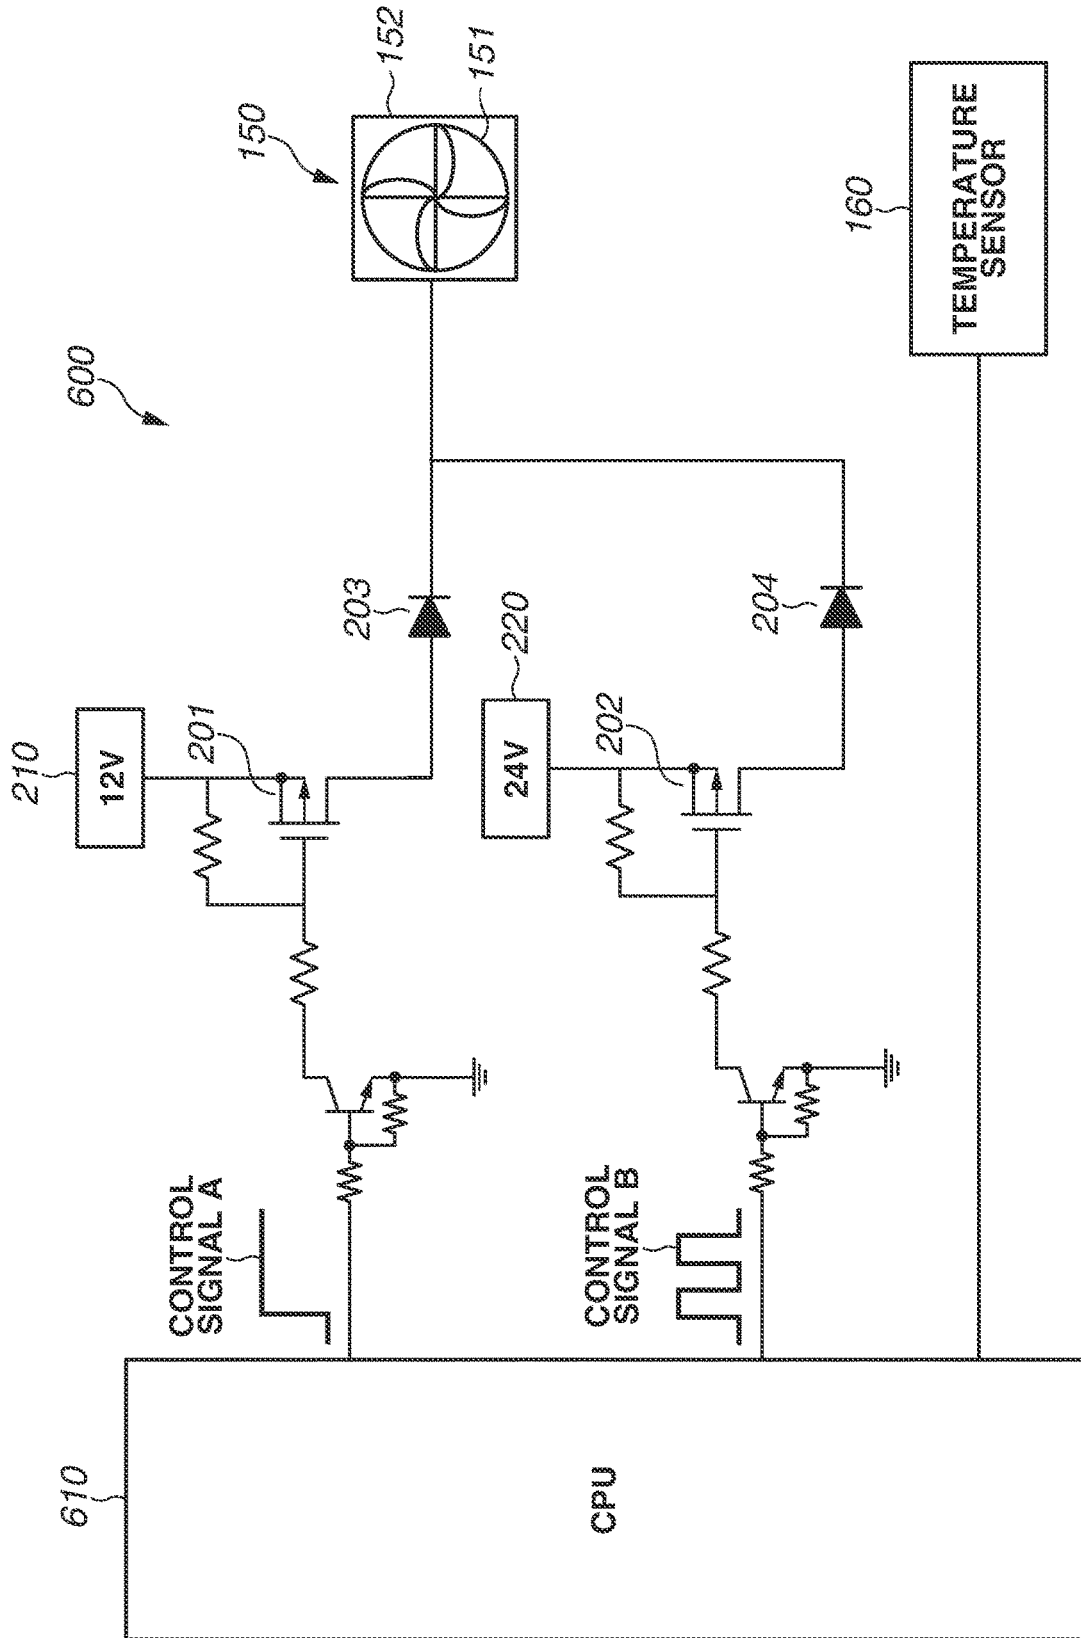 600
150
152
151
210
12V
201
203
CONTROL
SIGNAL A
220
24V
202
204
CONTROL
SIGNAL B
610
CPU
160
TEMPERATURE
SENSOR